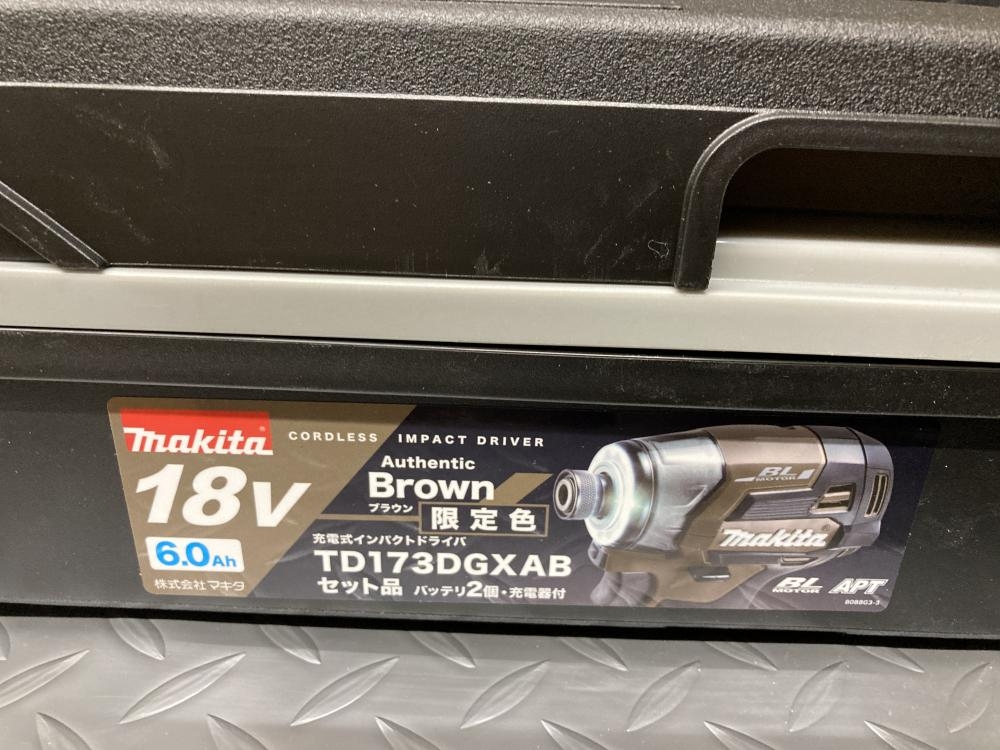 makita
CORDLESS IMPACT DRIVER
18V
6.0Ah
株式会社マキタ
Authentic
Brown
ブラウン
限定色
充電式インパクトドライバ
TD173DGXAB
セット品 バッテリ2個・充電器付
BL
MOTOR
makita
BL
MOTOR
APT
8088G3-3